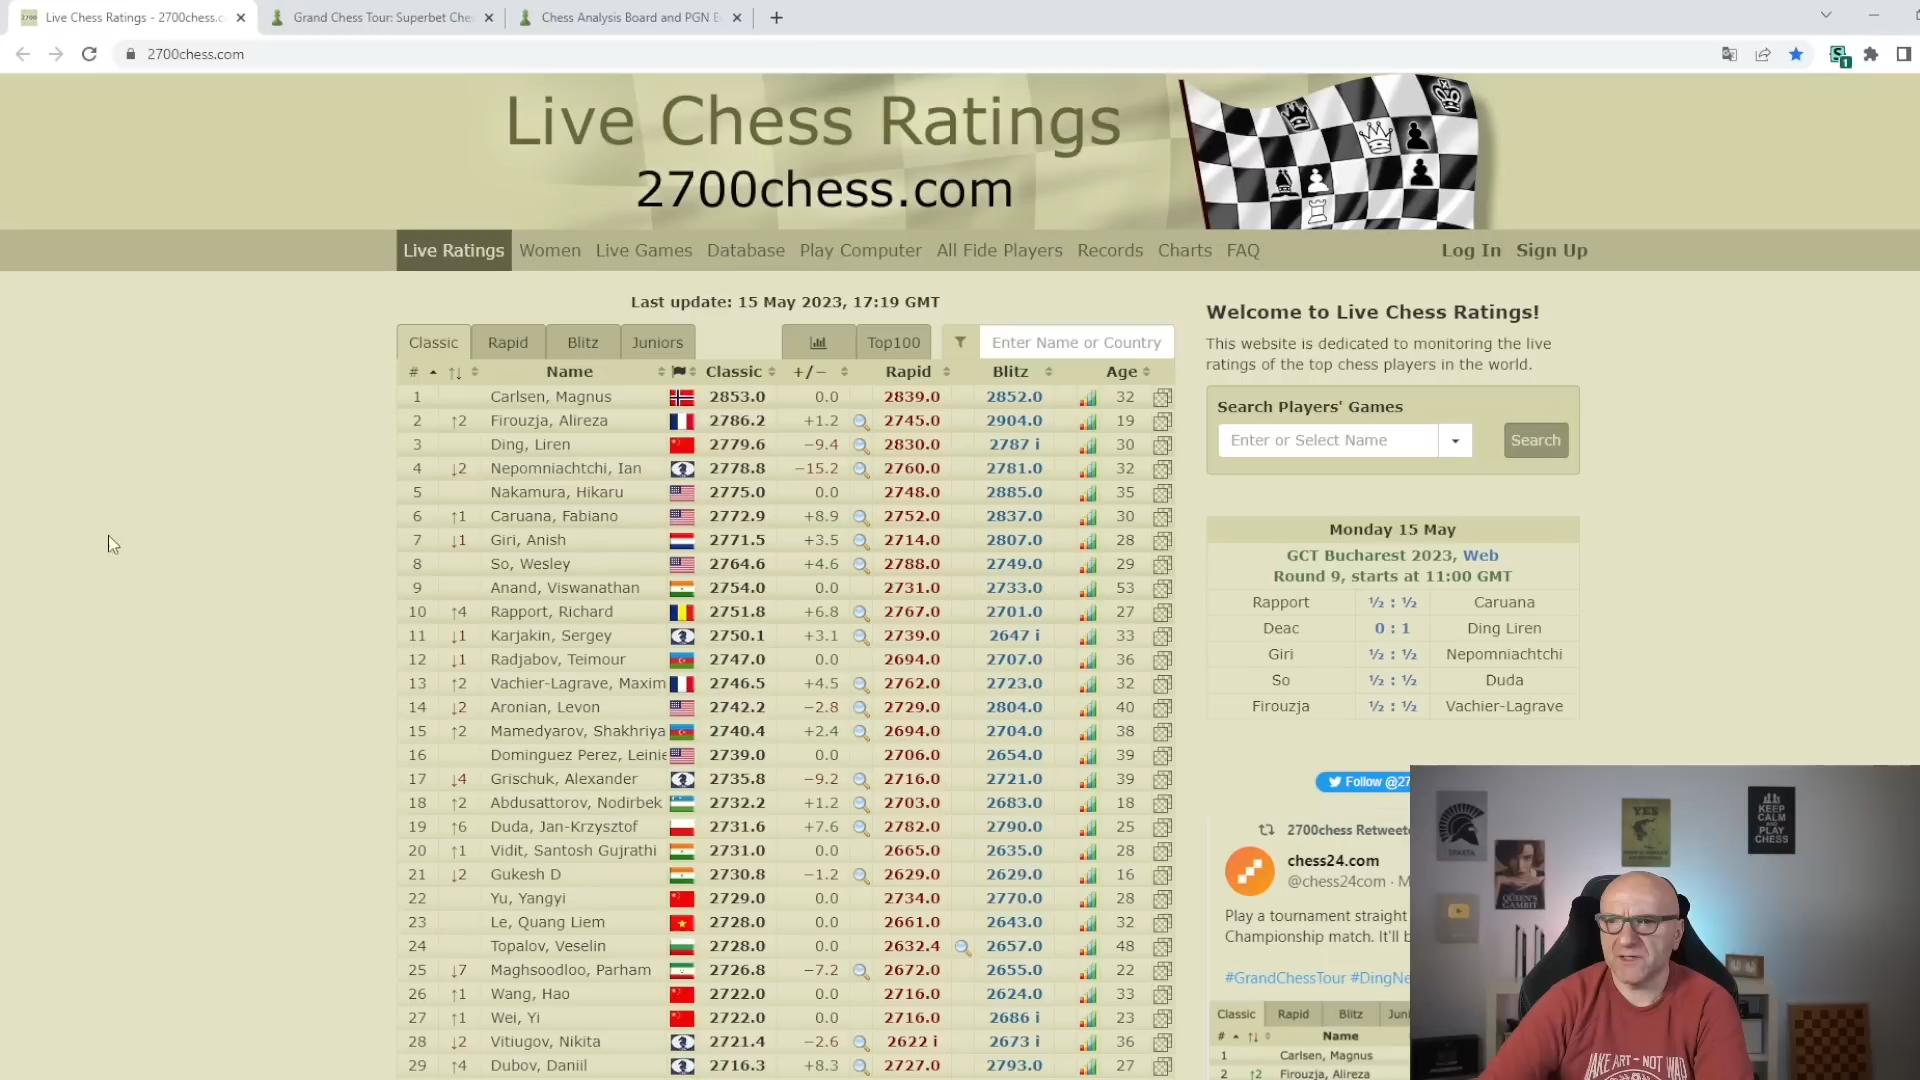 Live Chess Ratings - 2700chess.c
Grand Chess Tour: Superbet Che
Chess Analysis Board and PGN E
2700chess.com
Live Chess Ratings
2700chess.com
Live Ratings Women Live Games Database Play Computer All Fide Players Records Charts FAQ Log In Sign Up
Last update: 15 May 2023, 17:19 GMT
Classic Rapid Blitz Juniors Top100 Enter Name or Country
# Name Classic +/− Rapid Blitz Age
1 Carlsen, Magnus 2853.0 0.0 2839.0 2852.0 32
2 ↑2 Firouzja, Alireza 2786.2 +1.2 2745.0 2904.0 19
3 Ding, Liren 2779.6 −9.4 2830.0 2787 i 30
4 ↓2 Nepomniachtchi, Ian 2778.8 −15.2 2760.0 2781.0 32
5 Nakamura, Hikaru 2775.0 0.0 2748.0 2885.0 35
6 ↑1 Caruana, Fabiano 2772.9 +8.9 2752.0 2837.0 30
7 ↓1 Giri, Anish 2771.5 +3.5 2714.0 2807.0 28
8 So, Wesley 2764.6 +4.6 2788.0 2749.0 29
9 Anand, Viswanathan 2754.0 0.0 2731.0 2733.0 53
10 ↑4 Rapport, Richard 2751.8 +6.8 2767.0 2701.0 27
11 ↓1 Karjakin, Sergey 2750.1 +3.1 2739.0 2647 i 33
12 ↓1 Radjabov, Teimour 2747.0 0.0 2694.0 2707.0 36
13 ↑2 Vachier-Lagrave, Maxim 2746.5 +4.5 2762.0 2723.0 32
14 ↓2 Aronian, Levon 2742.2 −2.8 2729.0 2804.0 40
15 ↑2 Mamedyarov, Shakhriya 2740.4 +2.4 2694.0 2704.0 38
16 Dominguez Perez, Leinie 2739.0 0.0 2706.0 2654.0 39
17 ↓4 Grischuk, Alexander 2735.8 −9.2 2716.0 2721.0 39
18 ↑2 Abdusattorov, Nodirbek 2732.2 +1.2 2703.0 2683.0 18
19 ↑6 Duda, Jan-Krzysztof 2731.6 +7.6 2782.0 2790.0 25
20 ↑1 Vidit, Santosh Gujrathi 2731.0 0.0 2665.0 2635.0 28
21 ↓2 Gukesh D 2730.8 −1.2 2629.0 2629.0 16
22 Yu, Yangyi 2729.0 0.0 2734.0 2770.0 28
23 Le, Quang Liem 2728.0 0.0 2661.0 2643.0 32
24 Topalov, Veselin 2728.0 0.0 2632.4 2657.0 48
25 ↓7 Maghsoodloo, Parham 2726.8 −7.2 2672.0 2655.0 22
26 ↑1 Wang, Hao 2722.0 0.0 2716.0 2624.0 33
27 ↑1 Wei, Yi 2722.0 0.0 2716.0 2686 i 23
28 ↓2 Vitiugov, Nikita 2721.4 −2.6 2622 i 2673 i 36
29 ↑4 Dubov, Daniil 2716.3 +8.3 2727.0 2793.0 27
Welcome to Live Chess Ratings!
This website is dedicated to monitoring the live
ratings of the top chess players in the world.
Search Players' Games
Enter or Select Name Search
Monday 15 May
GCT Bucharest 2023, Web
Round 9, starts at 11:00 GMT
Rapport ½ : ½ Caruana
Deac 0 : 1 Ding Liren
Giri ½ : ½ Nepomniachtchi
So ½ : ½ Duda
Firouzja ½ : ½ Vachier-Lagrave
Follow @27
2700chess Retweete
chess24.com
@chess24com · M
Play a tournament straight
Championship match. It'll b
#GrandChessTour #DingNe
Classic Rapid Blitz Jun
# Name
1 Carlsen, Magnus
2 ↑2 Firouzja, Alireza
SPARTA
YES
KEEP
CALM
AND
PLAY
CHESS
QUEEN'S
GAMBIT
MAKE ART - NOT WA